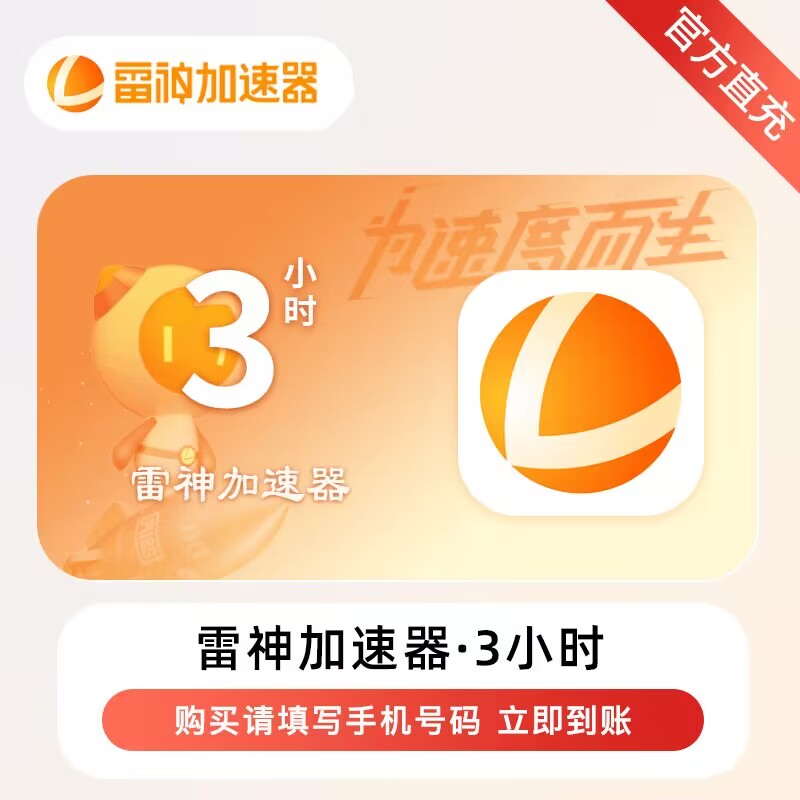 雷神加速器
官方直充
为速度而生
3
小时
雷神加速器
雷神加速器·3小时
购买请填写手机号码 立即到账